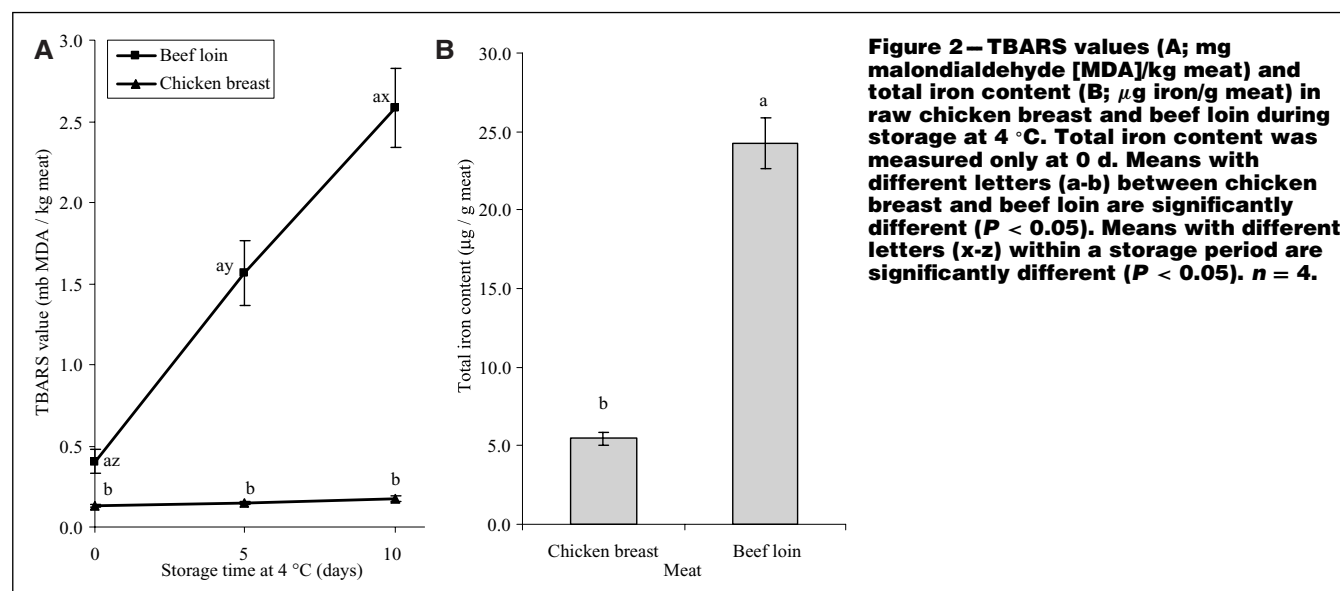 A
3.0
2.5
2.0
1.5
1.0
0.5
0.0
TBARS value (mb MDA / kg meat)
Beef loin
Chicken breast
az
ay
ax
b
b
b
0
5
10
Storage time at 4 °C (days)
B
30.0
25.0
20.0
15.0
10.0
5.0
0.0
Total iron content (µg / g meat)
b
a
Chicken breast
Beef loin
Meat
Figure 2–TBARS values (A; mg
malondialdehyde [MDA]/kg meat) and
total iron content (B; μg iron/g meat) in
raw chicken breast and beef loin during
storage at 4 °C. Total iron content was
measured only at 0 d. Means with
different letters (a-b) between chicken
breast and beef loin are significantly
different (P < 0.05). Means with different
letters (x-z) within a storage period are
significantly different (P < 0.05). n = 4.